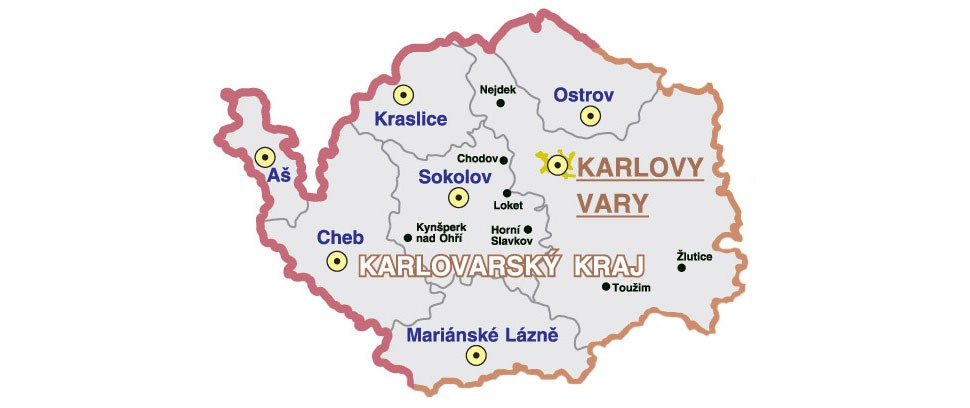 Nejdek
Ostrov
Kraslice
Chodov
KARLOVY
VARY
Aš
Sokolov
Loket
Kynšperk
nad Ohří
Horní
Slavkov
Cheb
KARLOVARSKÝ KRAJ
Žlutice
Toužim
Mariánské Lázně